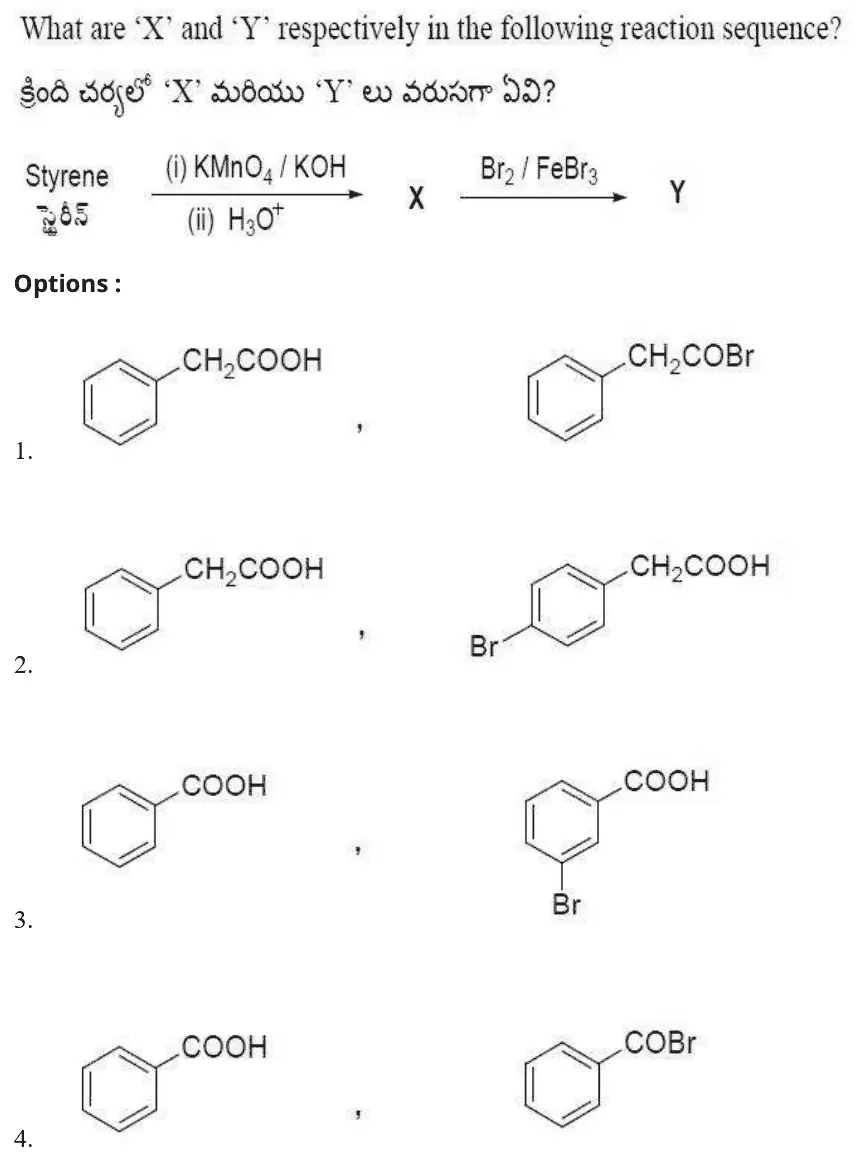 What are ‘X’ and ‘Y’ respectively in the following reaction sequence?
క్రింది చర్యలో ‘X’ మరియు ‘Y’ లు వరుసగా ఏవి?
Styrene (i) KMnO4 / KOH X Br2 / FeBr3 Y
స్టైరీన్ (ii) H3O+
Options :
CH2COOH , CH2COBr
1.
CH2COOH , CH2COOH
Br
2.
COOH , COOH
Br
3.
COOH , COBr
4.